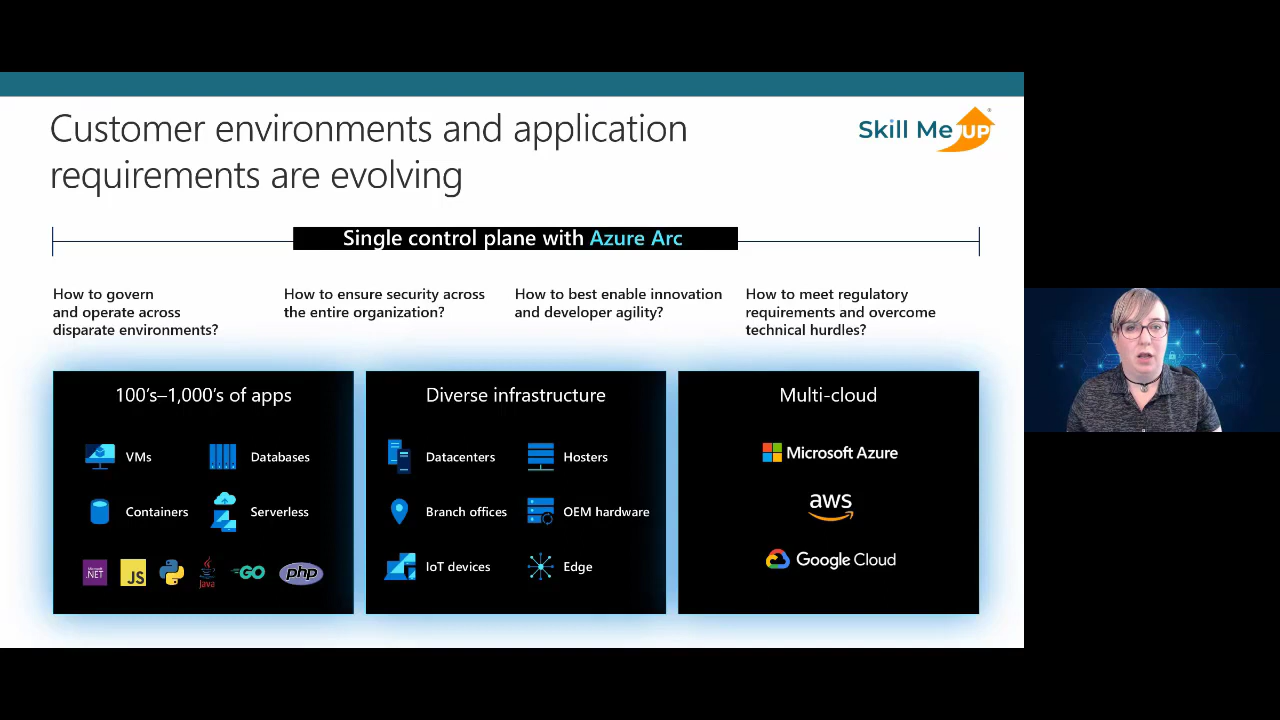 Customer environments and application
requirements are evolving
Skill Me UP®
Single control plane with Azure Arc
How to govern
and operate across
disparate environments?
How to ensure security across
the entire organization?
How to best enable innovation
and developer agility?
How to meet regulatory
requirements and overcome
technical hurdles?
100's–1,000's of apps
VMs
Databases
Containers
Serverless
Microsoft
.NET
JS
Java
GO
php
Diverse infrastructure
Datacenters
Hosters
Branch offices
OEM hardware
IoT devices
Edge
Multi-cloud
Microsoft Azure
aws
Google Cloud